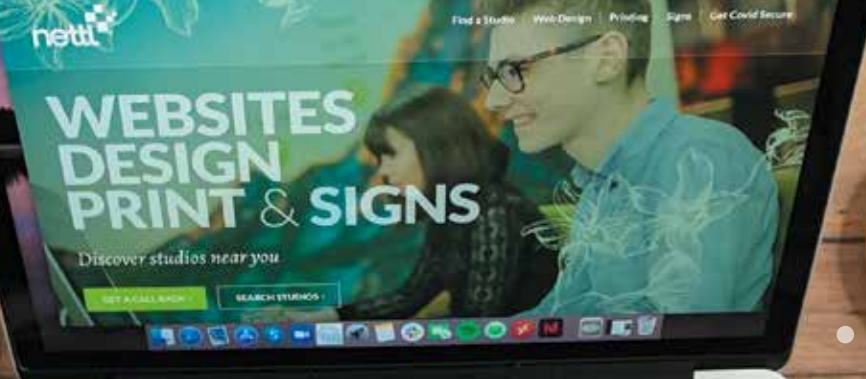 nettl
Find a Studio Web Design Printing Signs Get Covid Secure
WEBSITES
DESIGN
PRINT & SIGNS
Discover studios near you
GET A CALL BACK ›
SEARCH STUDIOS ›